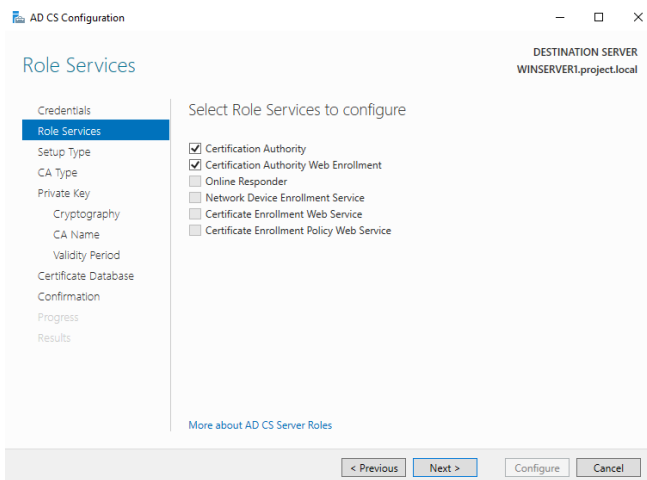 AD CS Configuration
Role Services
DESTINATION SERVER
WINSERVER1.project.local
Credentials
Role Services
Setup Type
CA Type
Private Key
Cryptography
CA Name
Validity Period
Certificate Database
Confirmation
Progress
Results
Select Role Services to configure
Certification Authority
Certification Authority Web Enrollment
Online Responder
Network Device Enrollment Service
Certificate Enrollment Web Service
Certificate Enrollment Policy Web Service
More about AD CS Server Roles
< Previous
Next >
Configure
Cancel